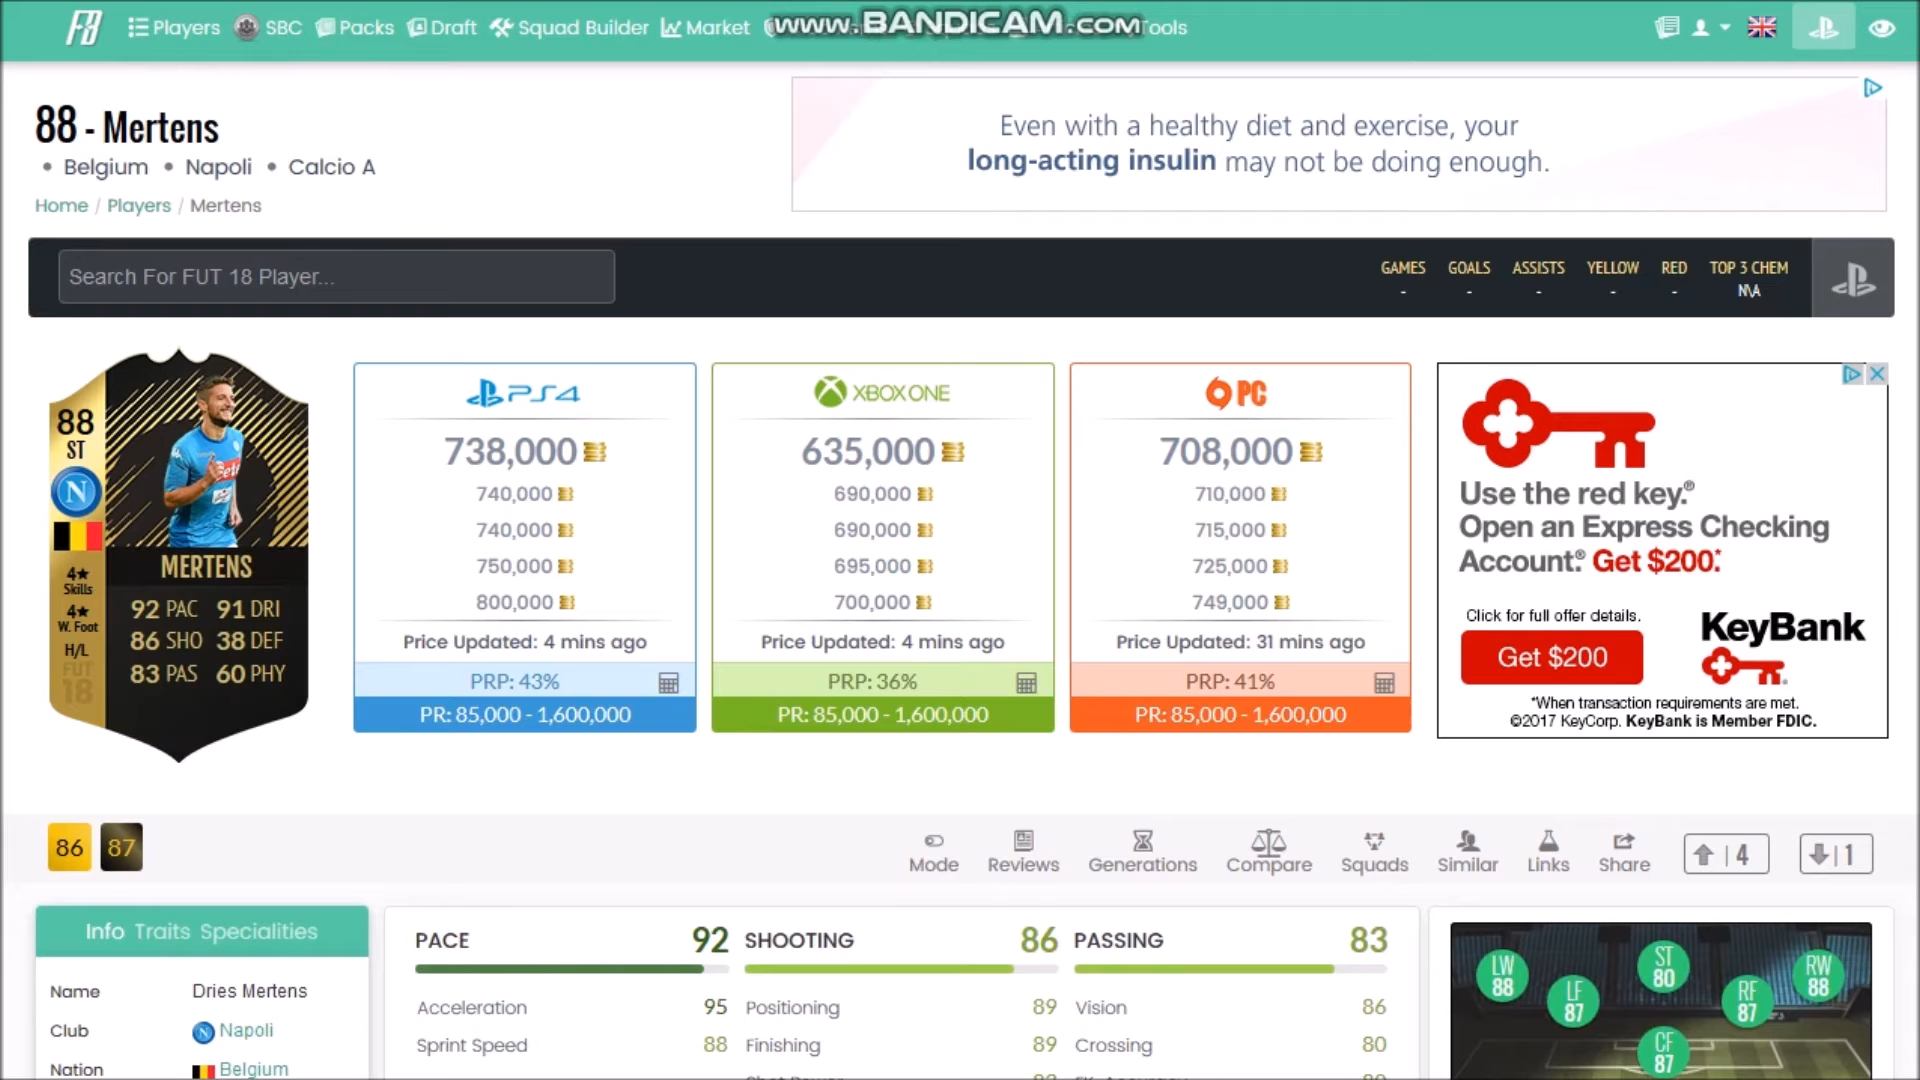 Players SBC Packs Draft Squad Builder Market Tools
www.BANDICAM.com
88 - Mertens
• Belgium • Napoli • Calcio A
Home / Players / Mertens
Even with a healthy diet and exercise, your
long-acting insulin may not be doing enough.
Search For FUT 18 Player...
GAMES GOALS ASSISTS YELLOW RED TOP 3 CHEM
- - - - - N\A
88
ST
N
MERTENS
4★
Skills
4★
W. Foot
H/L
FUT
18
92 PAC 91 DRI
86 SHO 38 DEF
83 PAS 60 PHY
PS4
738,000
740,000
740,000
750,000
800,000
Price Updated: 4 mins ago
PRP: 43%
PR: 85,000 - 1,600,000
XBOX ONE
635,000
690,000
690,000
695,000
700,000
Price Updated: 4 mins ago
PRP: 36%
PR: 85,000 - 1,600,000
PC
708,000
710,000
715,000
725,000
749,000
Price Updated: 31 mins ago
PRP: 41%
PR: 85,000 - 1,600,000
Use the red key.®
Open an Express Checking
Account.® Get $200.*
Click for full offer details.
Get $200
KeyBank
*When transaction requirements are met.
©2017 KeyCorp. KeyBank is Member FDIC.
86 87
Mode Reviews Generations Compare Squads Similar Links Share | 4 | 1
Info Traits Specialities
Name Dries Mertens
Club Napoli
Nation Belgium
PACE 92
Acceleration 95
Sprint Speed 88
SHOOTING 86
Positioning 89
Finishing 89
PASSING 83
Vision 86
Crossing 80
LW
88
LF
87
ST
80
RF
87
RW
88
CF
87